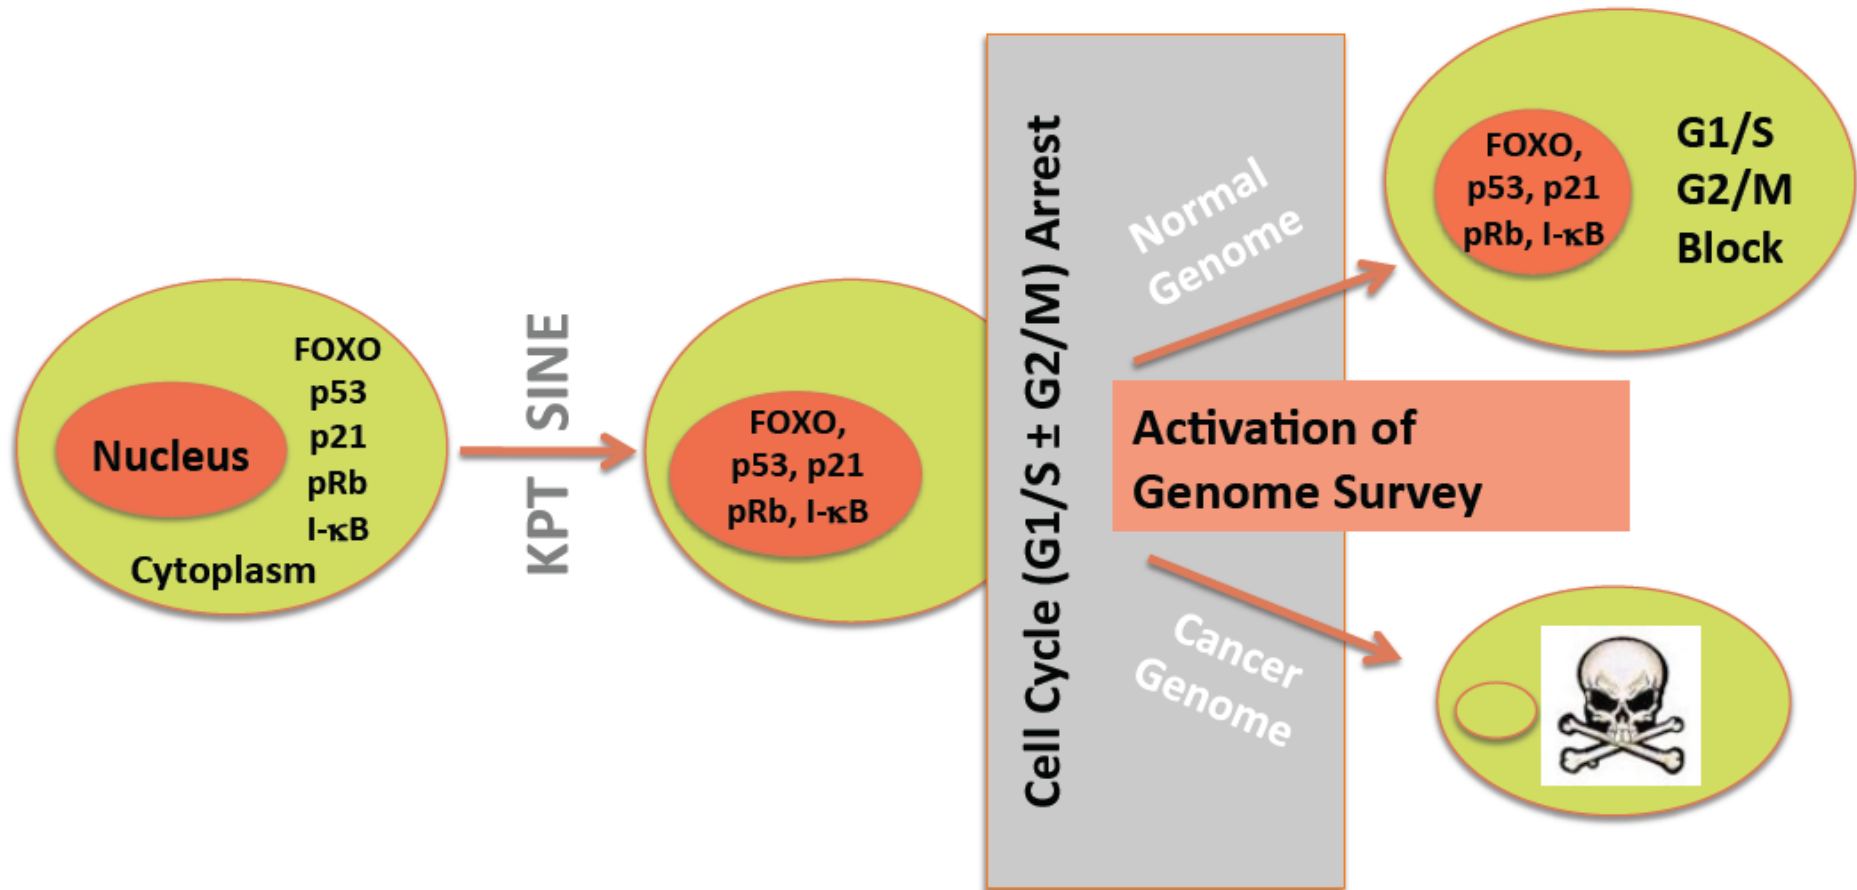 FOXO
p53
p21
pRb
I-κB
Nucleus
Cytoplasm
KPT SINE
FOXO,
p53, p21
pRb, I-κB
Cell Cycle (G1/S ± G2/M) Arrest
Normal
Genome
Activation of
Genome Survey
Cancer
Genome
FOXO,
p53, p21
pRb, I-κB
G1/S
G2/M
Block